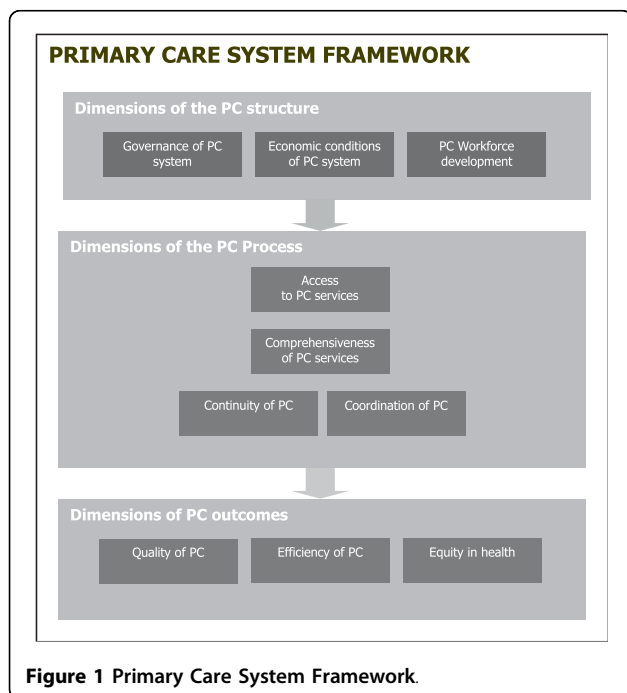 PRIMARY CARE SYSTEM FRAMEWORK
Dimensions of the PC structure
Governance of PC
system
Economic conditions
of PC system
PC Workforce
development
Dimensions of the PC Process
Access
to PC services
Comprehensiveness
of PC services
Continuity of PC
Coordination of PC
Dimensions of PC outcomes
Quality of PC
Efficiency of PC
Equity in health
Figure 1 Primary Care System Framework.